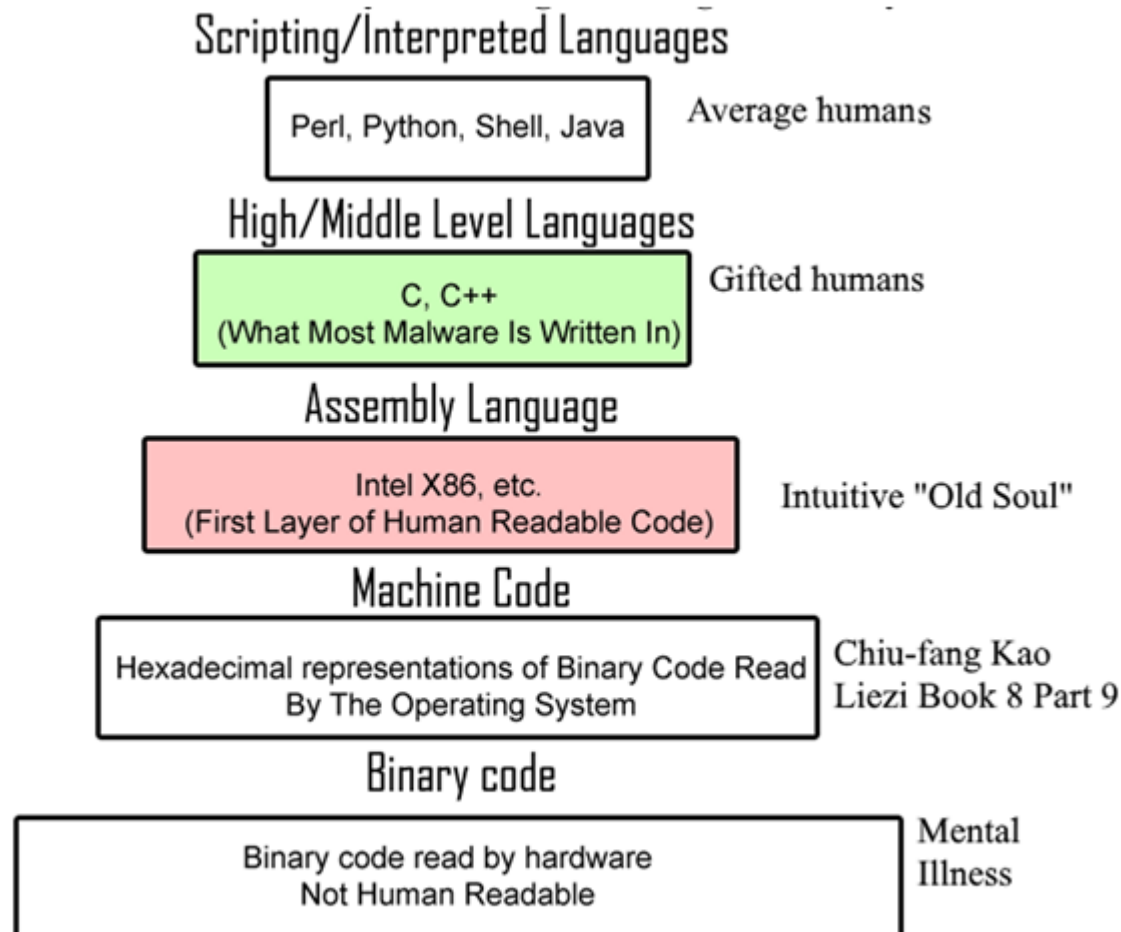 Scripting/Interpreted Languages
Perl, Python, Shell, Java
Average humans
High/Middle Level Languages
C, C++
(What Most Malware Is Written In)
Gifted humans
Assembly Language
Intel X86, etc.
(First Layer of Human Readable Code)
Intuitive "Old Soul"
Machine Code
Hexadecimal representations of Binary Code Read
By The Operating System
Chiu-fang Kao
Liezi Book 8 Part 9
Binary code
Binary code read by hardware
Not Human Readable
Mental
Illness